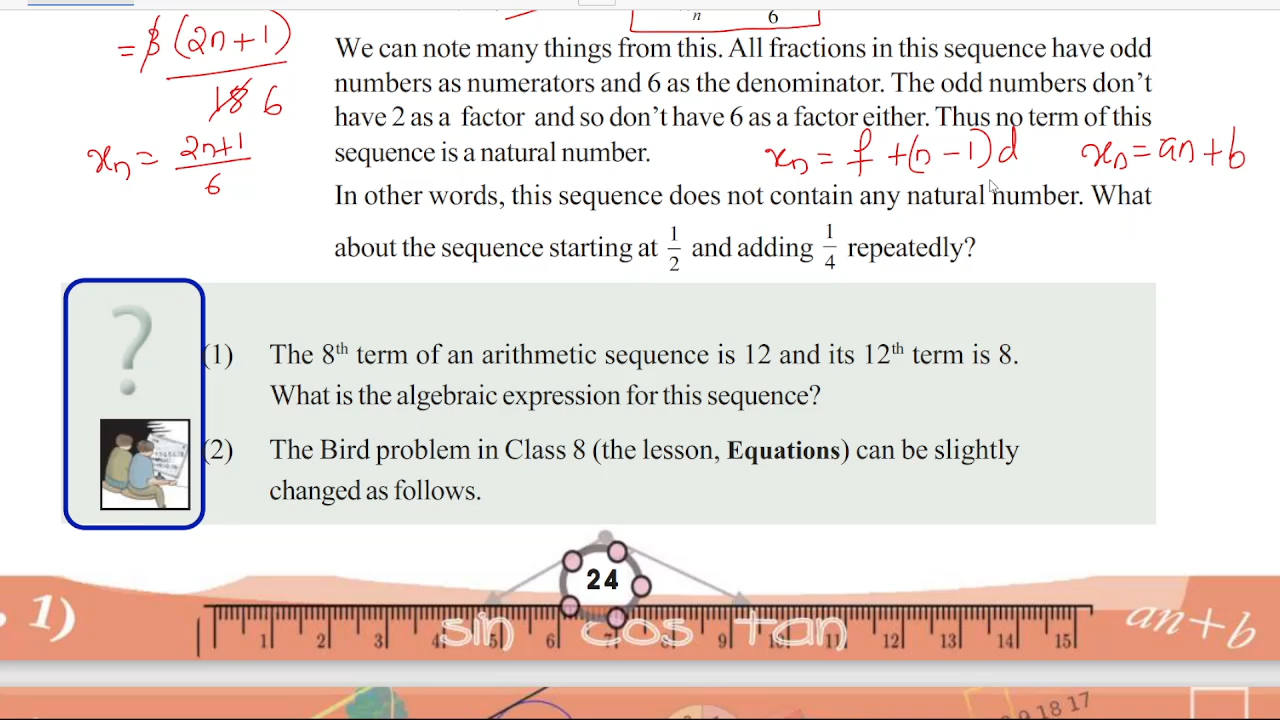 n 6
= 3(2n+1)
We can note many things from this. All fractions in this sequence have odd
numbers as numerators and 6 as the denominator. The odd numbers don't
18 6
have 2 as a factor and so don't have 6 as a factor either. Thus no term of this
xn = 2n+1/6
sequence is a natural number.
xn = f + (n - 1) d
xn = an + b
In other words, this sequence does not contain any natural number. What
about the sequence starting at 1/2 and adding 1/4 repeatedly?
?
(1) The 8th term of an arithmetic sequence is 12 and its 12th term is 8.
What is the algebraic expression for this sequence?
(2) The Bird problem in Class 8 (the lesson, Equations) can be slightly
changed as follows.
24
1)
sin cos tan
an + b
1 2 3 4 5 6 7 8 9 10 11 12 13 14 15
9 18 17